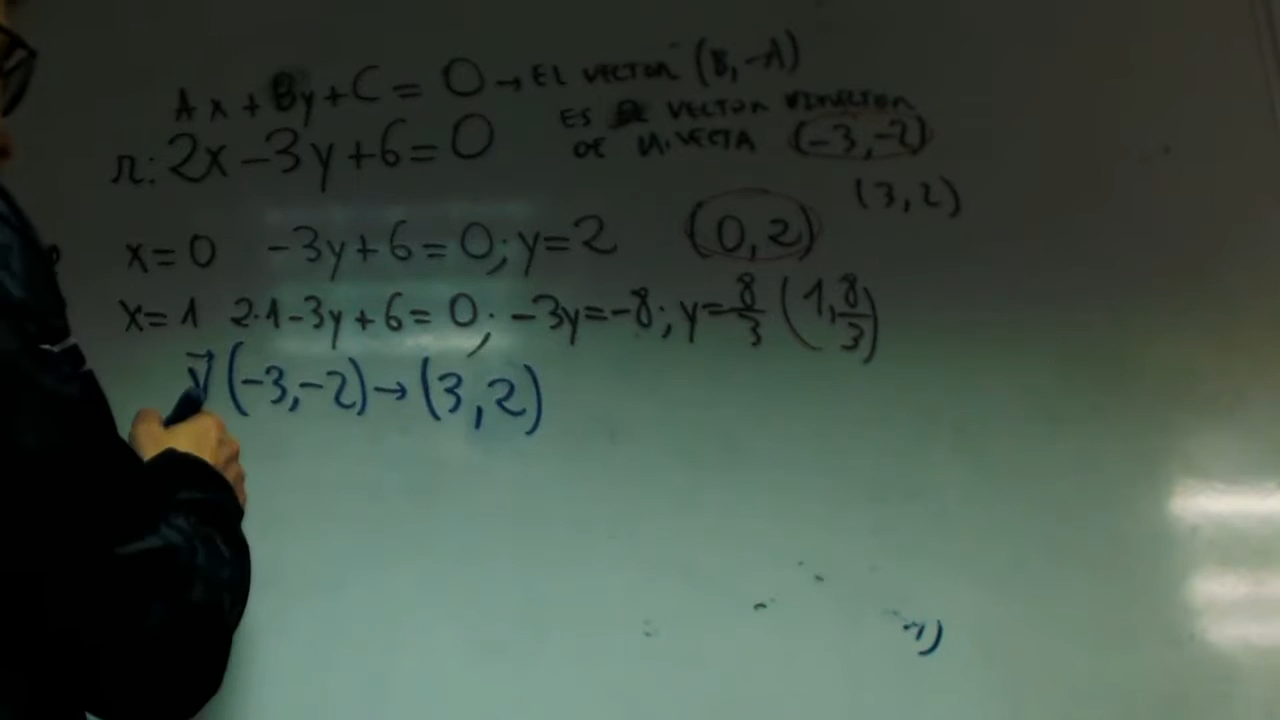 Ax + By + C = 0 → EL VECTOR (B, -A)
ES VECTOR DIRECTOR
r: 2x - 3y + 6 = 0 DE LA RECTA (-3, -2)
(3, 2)
x = 0 -3y + 6 = 0; y = 2 (0, 2)
x = 1 2·1 - 3y + 6 = 0; -3y = -8; y = 8/3 (1, 8/3)
v⃗ (-3, -2) → (3, 2)